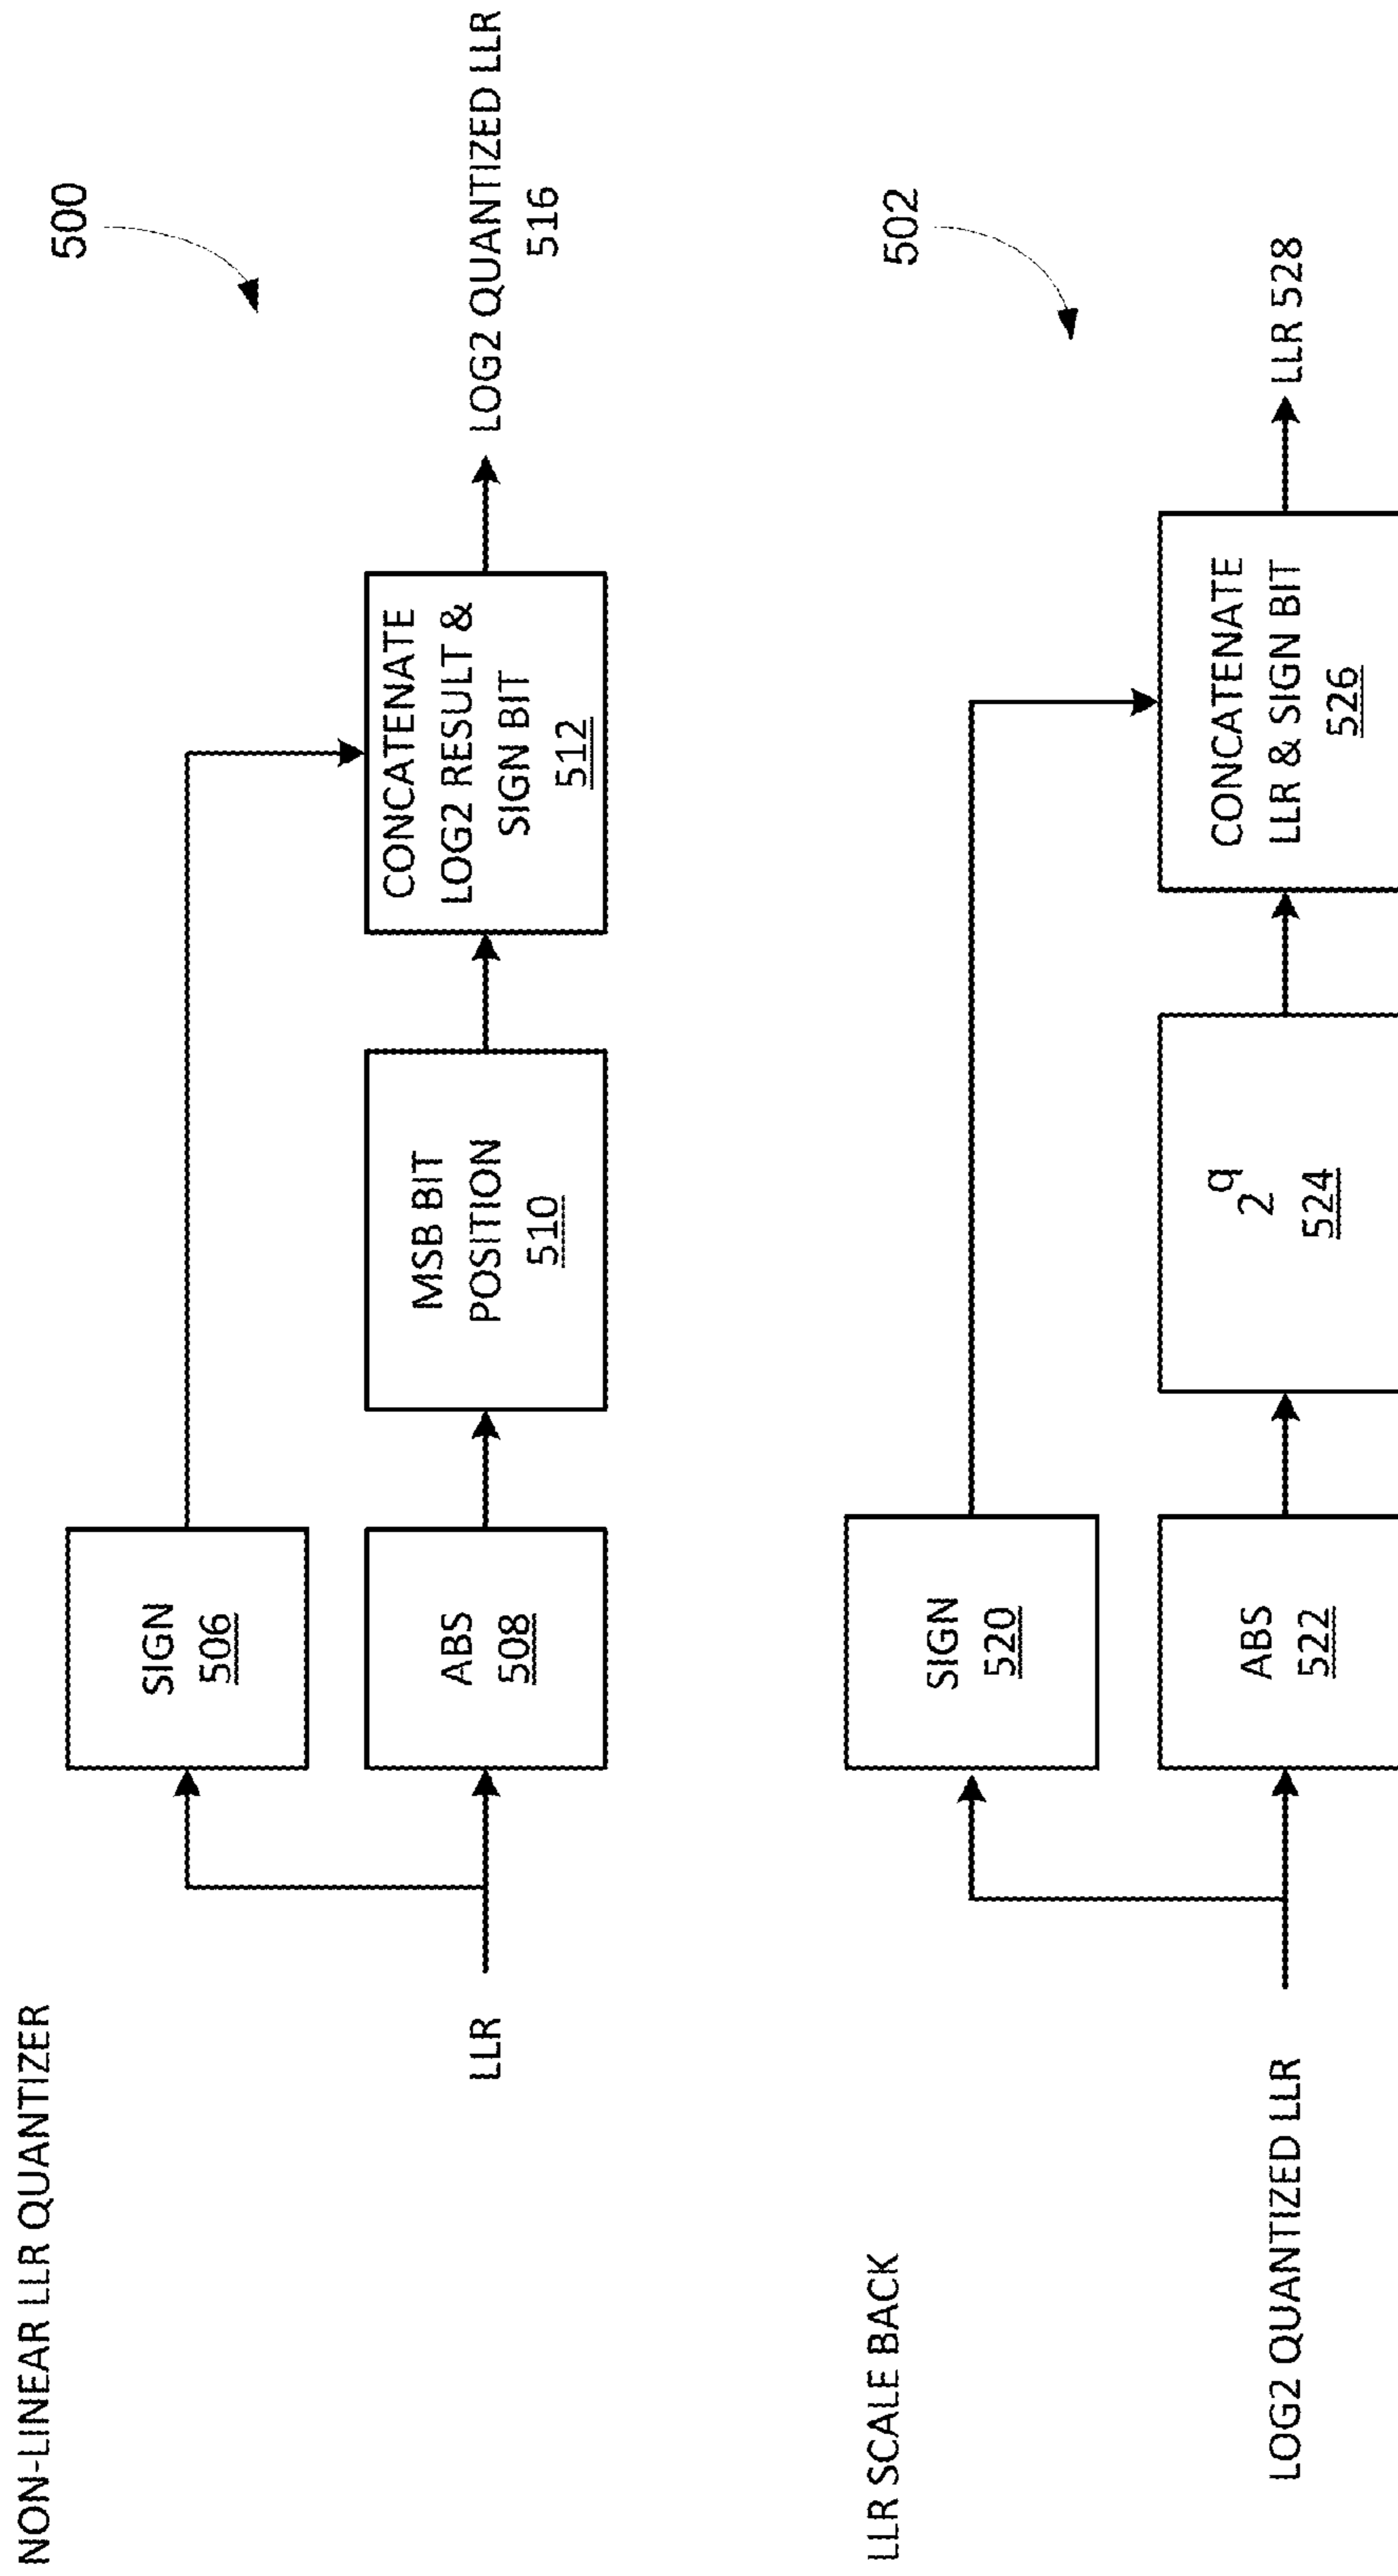 NON-LINEAR LLR QUANTIZER
500
SIGN
506
LLR
ABS
508
MSB BIT
POSITION
510
CONCATENATE
LOG2 RESULT &
SIGN BIT
512
LOG2 QUANTIZED LLR
516
LLR SCALE BACK
502
SIGN
520
LOG2 QUANTIZED LLR
ABS
522
2^q
524
CONCATENATE
LLR & SIGN BIT
526
LLR 528